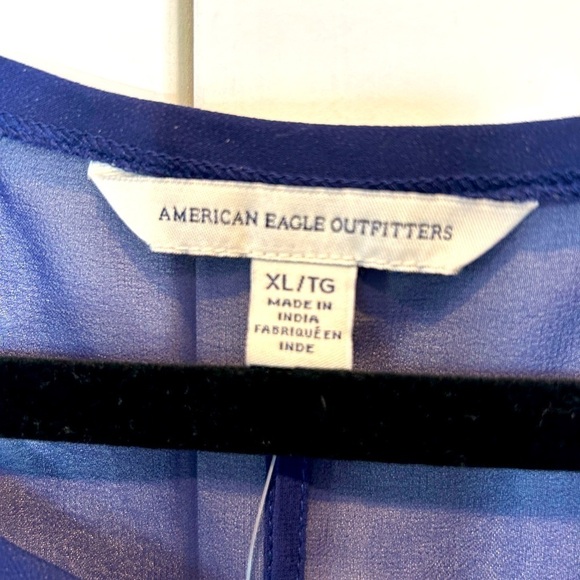 AMERICAN EAGLE OUTFITTERS
XL/TG
MADE IN
INDIA
FABRIQUÉ EN
INDE